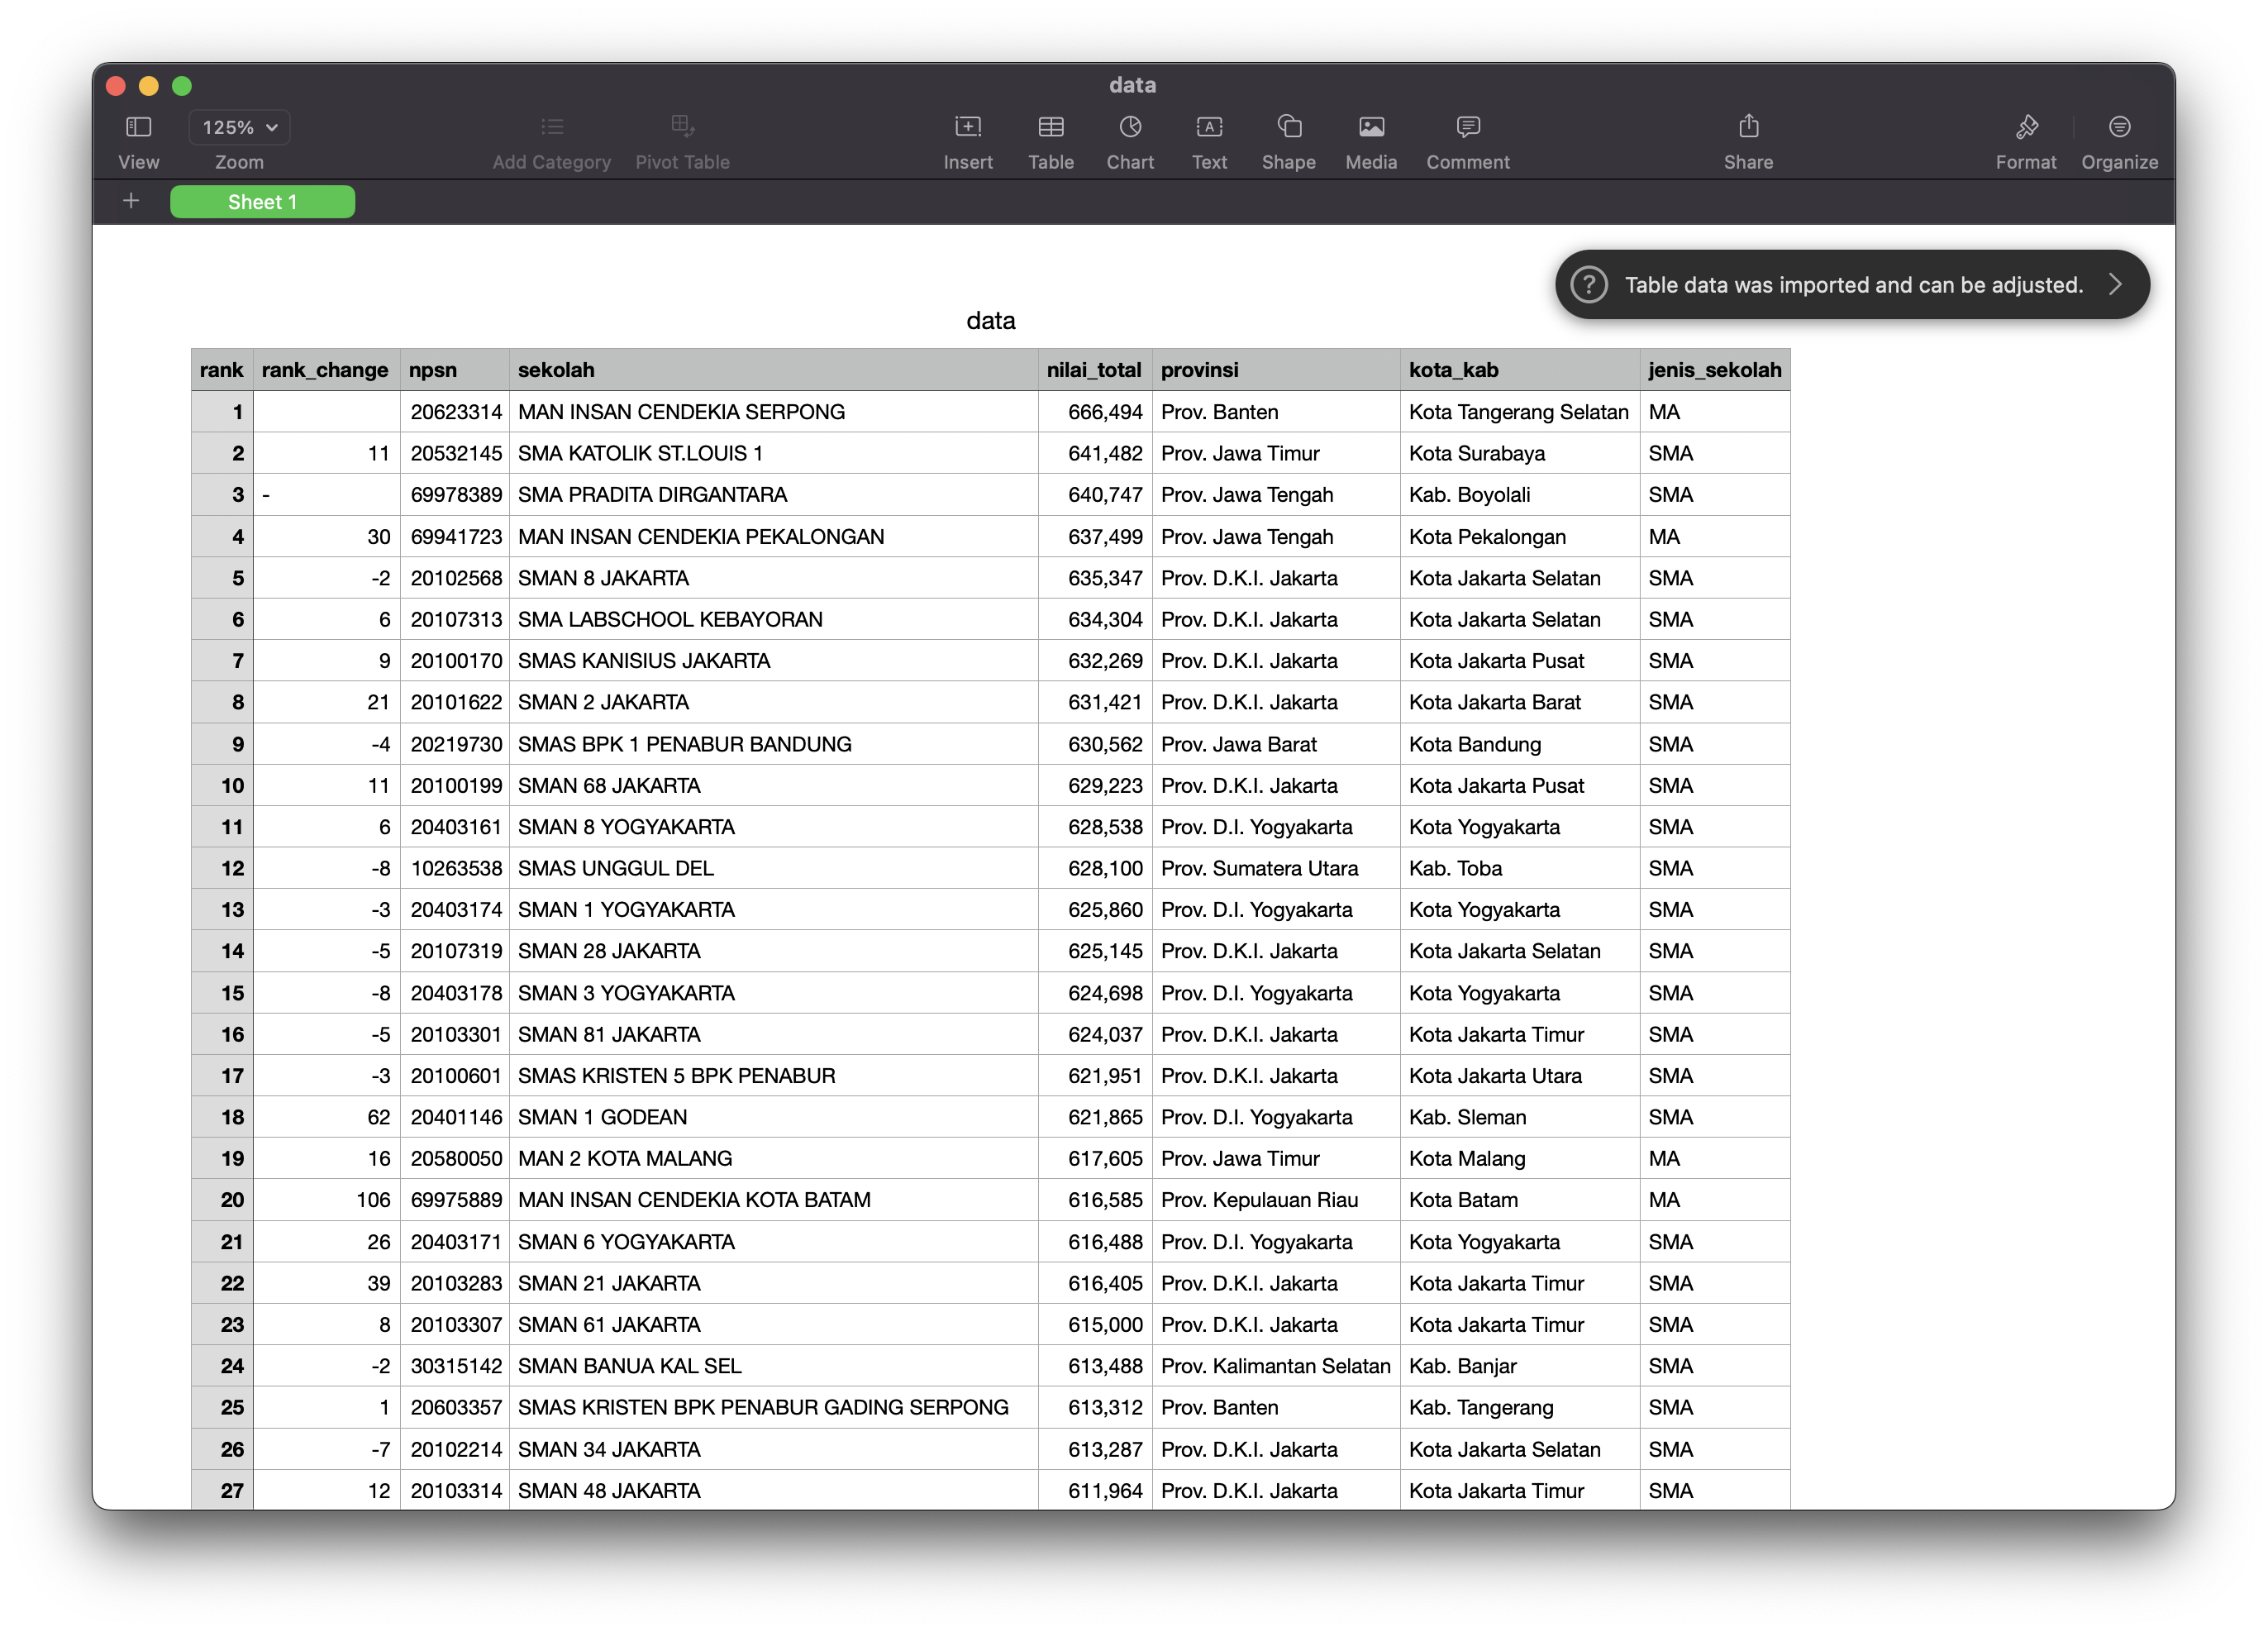 data
125%
View Zoom Add Category Pivot Table Insert Table Chart Text Shape Media Comment Share Format Organize
Sheet 1
Table data was imported and can be adjusted.
data
rank rank_change npsn sekolah nilai_total provinsi kota_kab jenis_sekolah
1 20623314 MAN INSAN CENDEKIA SERPONG 666,494 Prov. Banten Kota Tangerang Selatan MA
2 11 20532145 SMA KATOLIK ST.LOUIS 1 641,482 Prov. Jawa Timur Kota Surabaya SMA
3 - 69978389 SMA PRADITA DIRGANTARA 640,747 Prov. Jawa Tengah Kab. Boyolali SMA
4 30 69941723 MAN INSAN CENDEKIA PEKALONGAN 637,499 Prov. Jawa Tengah Kota Pekalongan MA
5 -2 20102568 SMAN 8 JAKARTA 635,347 Prov. D.K.I. Jakarta Kota Jakarta Selatan SMA
6 6 20107313 SMA LABSCHOOL KEBAYORAN 634,304 Prov. D.K.I. Jakarta Kota Jakarta Selatan SMA
7 9 20100170 SMAS KANISIUS JAKARTA 632,269 Prov. D.K.I. Jakarta Kota Jakarta Pusat SMA
8 21 20101622 SMAN 2 JAKARTA 631,421 Prov. D.K.I. Jakarta Kota Jakarta Barat SMA
9 -4 20219730 SMAS BPK 1 PENABUR BANDUNG 630,562 Prov. Jawa Barat Kota Bandung SMA
10 11 20100199 SMAN 68 JAKARTA 629,223 Prov. D.K.I. Jakarta Kota Jakarta Pusat SMA
11 6 20403161 SMAN 8 YOGYAKARTA 628,538 Prov. D.I. Yogyakarta Kota Yogyakarta SMA
12 -8 10263538 SMAS UNGGUL DEL 628,100 Prov. Sumatera Utara Kab. Toba SMA
13 -3 20403174 SMAN 1 YOGYAKARTA 625,860 Prov. D.I. Yogyakarta Kota Yogyakarta SMA
14 -5 20107319 SMAN 28 JAKARTA 625,145 Prov. D.K.I. Jakarta Kota Jakarta Selatan SMA
15 -8 20403178 SMAN 3 YOGYAKARTA 624,698 Prov. D.I. Yogyakarta Kota Yogyakarta SMA
16 -5 20103301 SMAN 81 JAKARTA 624,037 Prov. D.K.I. Jakarta Kota Jakarta Timur SMA
17 -3 20100601 SMAS KRISTEN 5 BPK PENABUR 621,951 Prov. D.K.I. Jakarta Kota Jakarta Utara SMA
18 62 20401146 SMAN 1 GODEAN 621,865 Prov. D.I. Yogyakarta Kab. Sleman SMA
19 16 20580050 MAN 2 KOTA MALANG 617,605 Prov. Jawa Timur Kota Malang MA
20 106 69975889 MAN INSAN CENDEKIA KOTA BATAM 616,585 Prov. Kepulauan Riau Kota Batam MA
21 26 20403171 SMAN 6 YOGYAKARTA 616,488 Prov. D.I. Yogyakarta Kota Yogyakarta SMA
22 39 20103283 SMAN 21 JAKARTA 616,405 Prov. D.K.I. Jakarta Kota Jakarta Timur SMA
23 8 20103307 SMAN 61 JAKARTA 615,000 Prov. D.K.I. Jakarta Kota Jakarta Timur SMA
24 -2 30315142 SMAN BANUA KAL SEL 613,488 Prov. Kalimantan Selatan Kab. Banjar SMA
25 1 20603357 SMAS KRISTEN BPK PENABUR GADING SERPONG 613,312 Prov. Banten Kab. Tangerang SMA
26 -7 20102214 SMAN 34 JAKARTA 613,287 Prov. D.K.I. Jakarta Kota Jakarta Selatan SMA
27 12 20103314 SMAN 48 JAKARTA 611,964 Prov. D.K.I. Jakarta Kota Jakarta Timur SMA